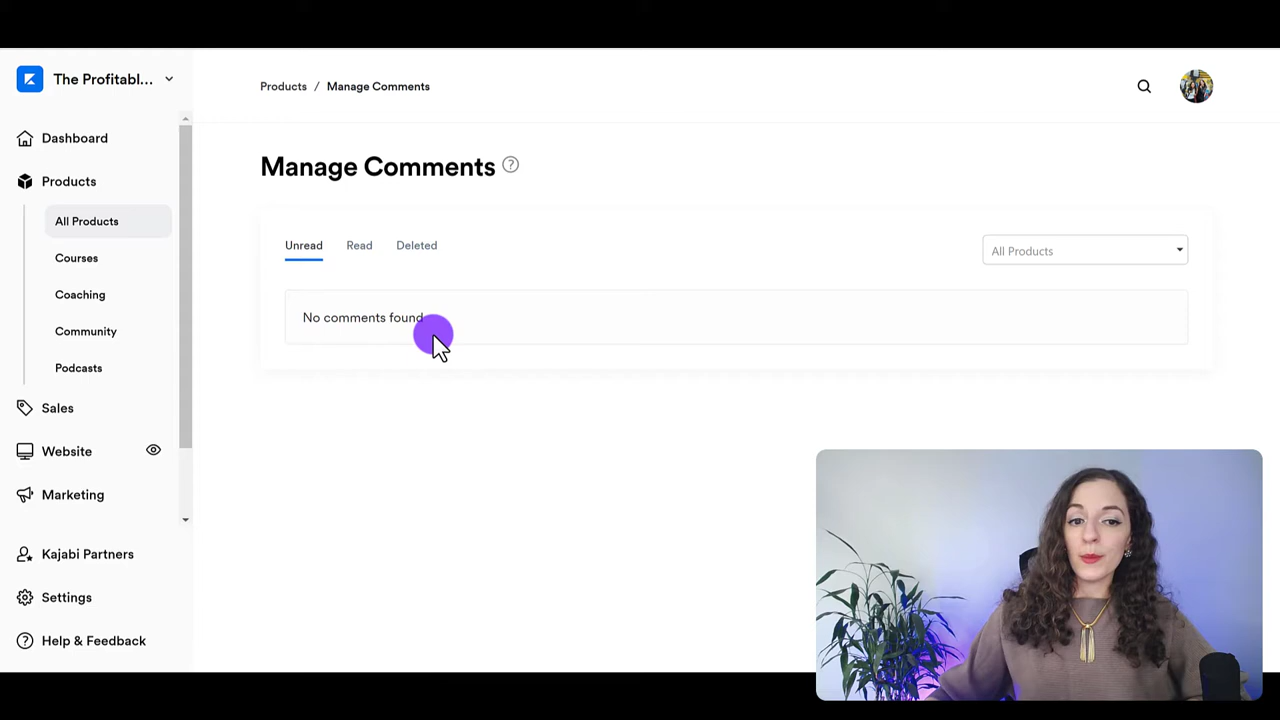 The Profitabl...
Dashboard
Products
All Products
Courses
Coaching
Community
Podcasts
Sales
Website
Marketing
Kajabi Partners
Settings
Help & Feedback
Products / Manage Comments
Manage Comments ?
Unread Read Deleted
All Products
No comments found